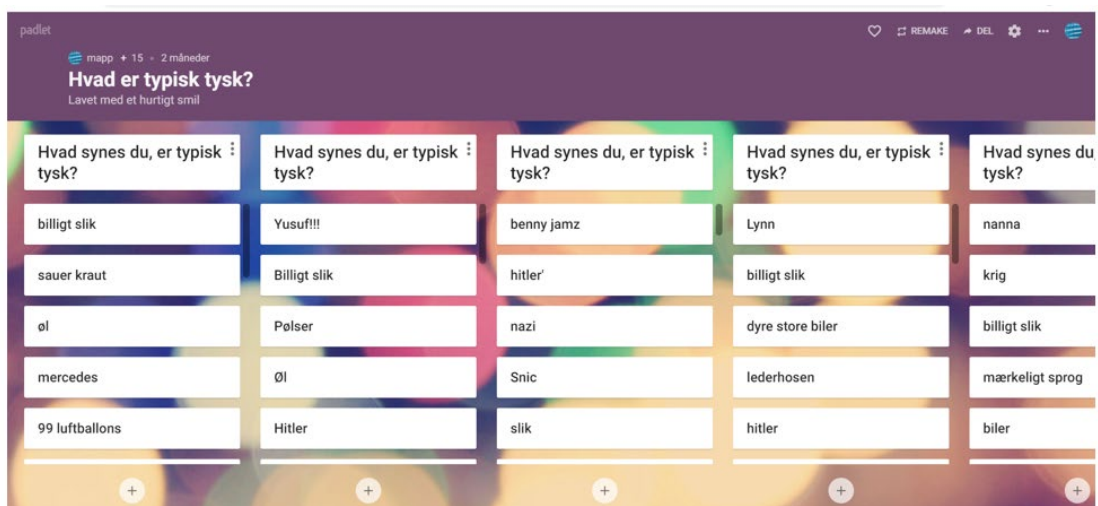 padlet
REMAKE
DEL
mapp + 15 • 2 måneder
Hvad er typisk tysk?
Lavet med et hurtigt smil
Hvad synes du, er typisk
tysk?
billigt slik
sauer kraut
øl
mercedes
99 luftballons
Hvad synes du, er typisk
tysk?
Yusuf!!!
Billigt slik
Pølser
Øl
Hitler
Hvad synes du, er typisk
tysk?
benny jamz
hitler'
nazi
Snic
slik
Hvad synes du, er typisk
tysk?
Lynn
billigt slik
dyre store biler
lederhosen
hitler
Hvad synes du,
tysk?
nanna
krig
billigt slik
mærkeligt sprog
biler